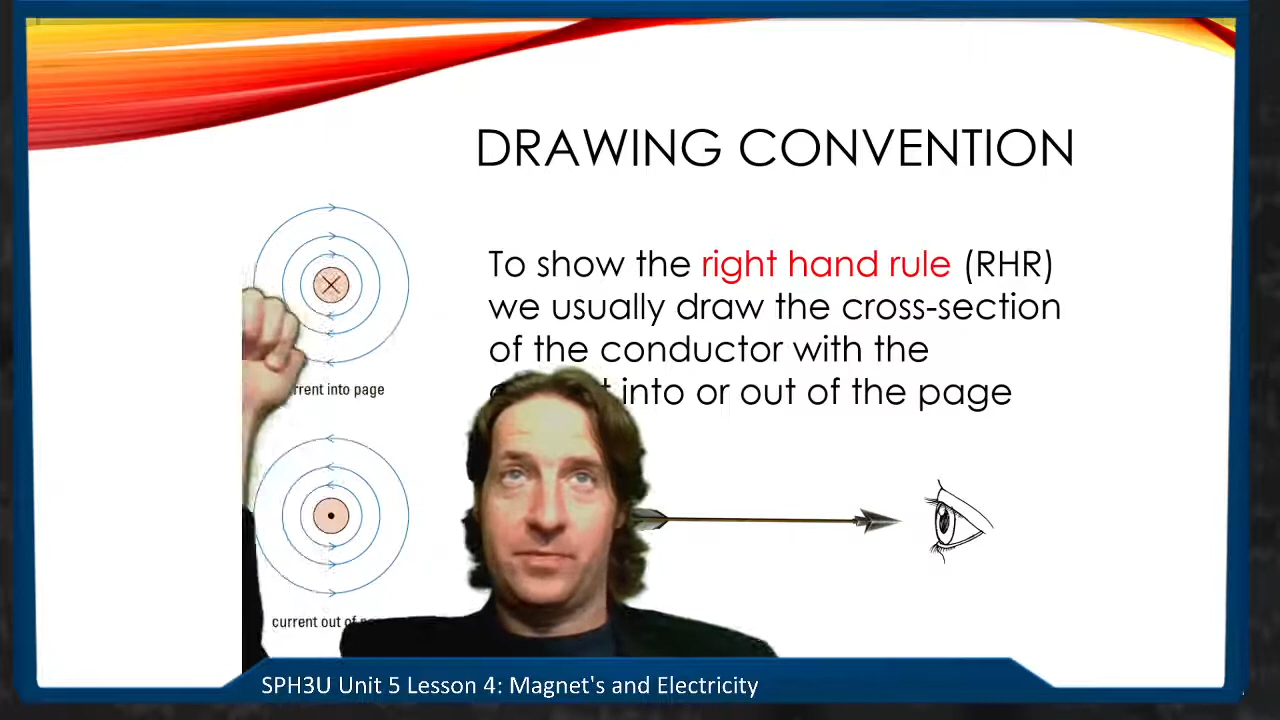 DRAWING CONVENTION
To show the right hand rule (RHR)
we usually draw the cross-section
of the conductor with the
into or out of the page
into page
current out of
SPH3U Unit 5 Lesson 4: Magnet's and Electricity